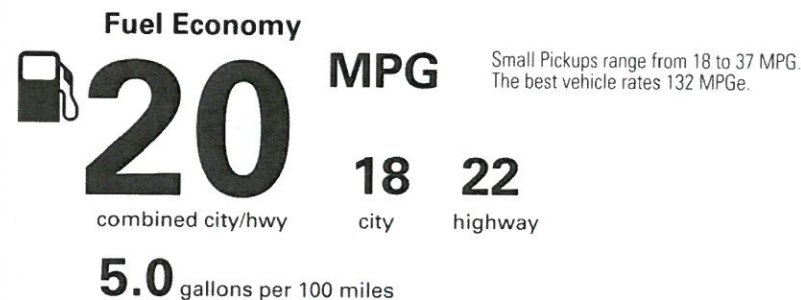 Fuel Economy
20 MPG
Small Pickups range from 18 to 37 MPG.
The best vehicle rates 132 MPGe.
combined city/hwy
18
city
22
highway
5.0 gallons per 100 miles